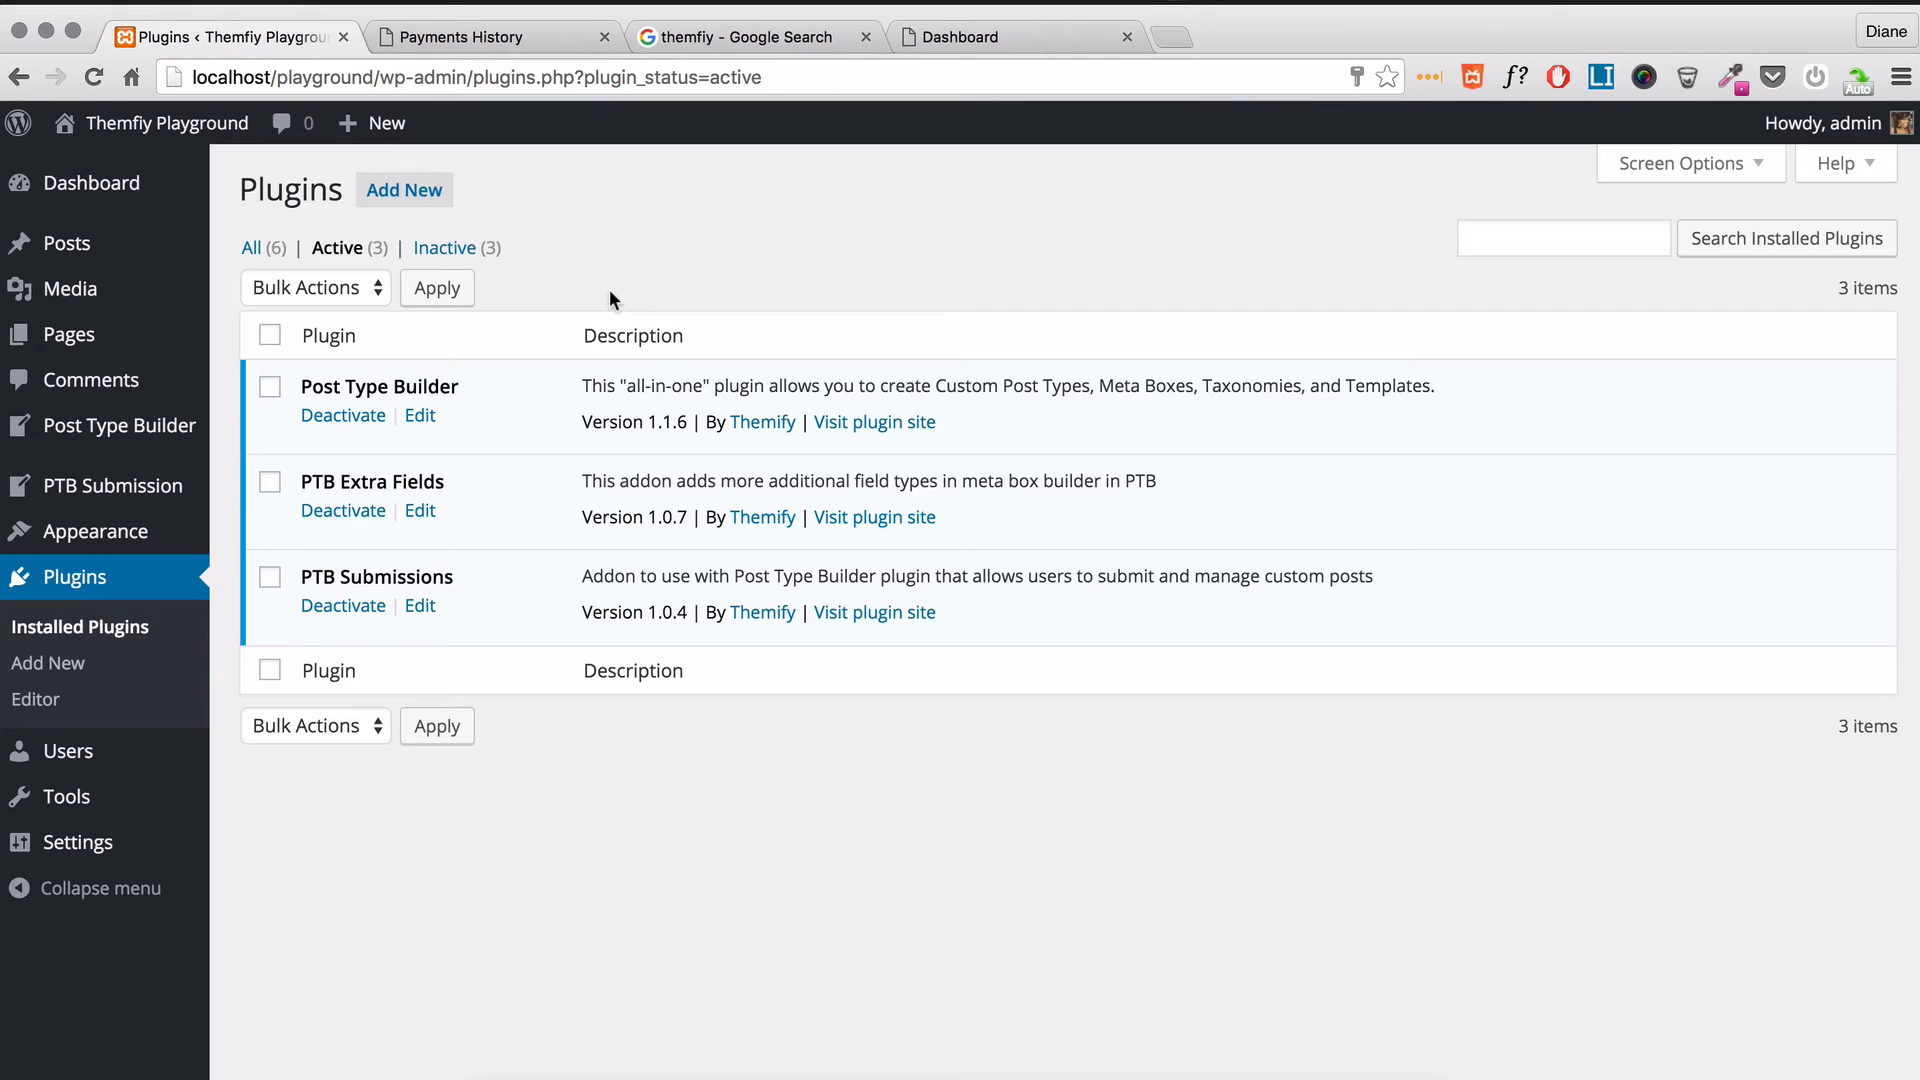 Plugins ‹ Themfiy Playgrou
Payments History
themfiy - Google Search
Dashboard
Diane
localhost/playground/wp-admin/plugins.php?plugin_status=active
f?
LI
Auto
Themfiy Playground
0
New
Howdy, admin
Dashboard
Posts
Media
Pages
Comments
Post Type Builder
PTB Submission
Appearance
Plugins
Installed Plugins
Add New
Editor
Users
Tools
Settings
Collapse menu
Screen Options
Help
Plugins
Add New
All (6) | Active (3) | Inactive (3)
Search Installed Plugins
Bulk Actions
Apply
3 items
Plugin
Description
Post Type Builder
Deactivate | Edit
This "all-in-one" plugin allows you to create Custom Post Types, Meta Boxes, Taxonomies, and Templates.
Version 1.1.6 | By Themify | Visit plugin site
PTB Extra Fields
Deactivate | Edit
This addon adds more additional field types in meta box builder in PTB
Version 1.0.7 | By Themify | Visit plugin site
PTB Submissions
Deactivate | Edit
Addon to use with Post Type Builder plugin that allows users to submit and manage custom posts
Version 1.0.4 | By Themify | Visit plugin site
Plugin
Description
Bulk Actions
Apply
3 items